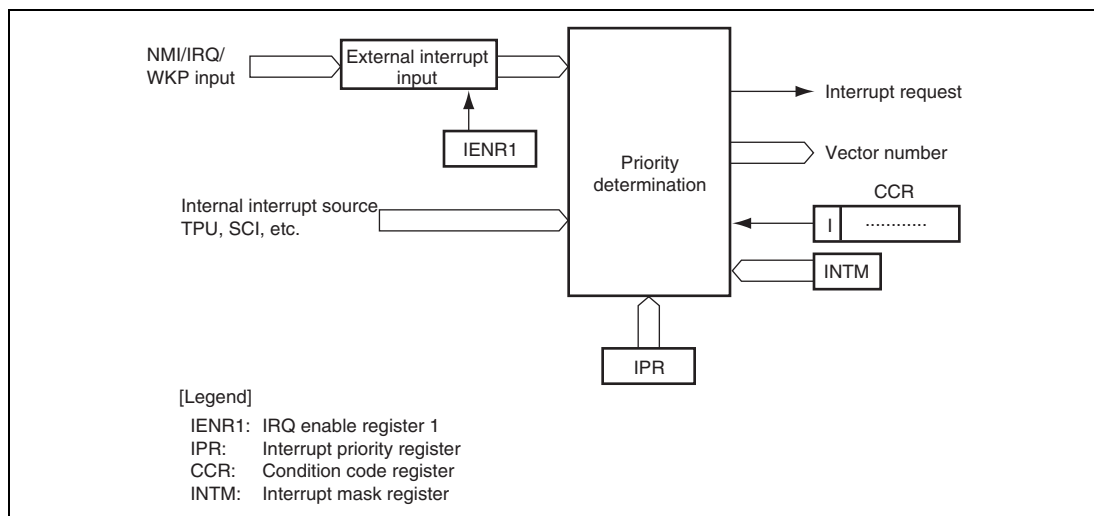 NMI/IRQ/
WKP input
External interrupt
input
IENR1
Priority
determination
Interrupt request
Vector number
CCR
I ............
INTM
Internal interrupt source
TPU, SCI, etc.
IPR
[Legend]
IENR1: IRQ enable register 1
IPR: Interrupt priority register
CCR: Condition code register
INTM: Interrupt mask register